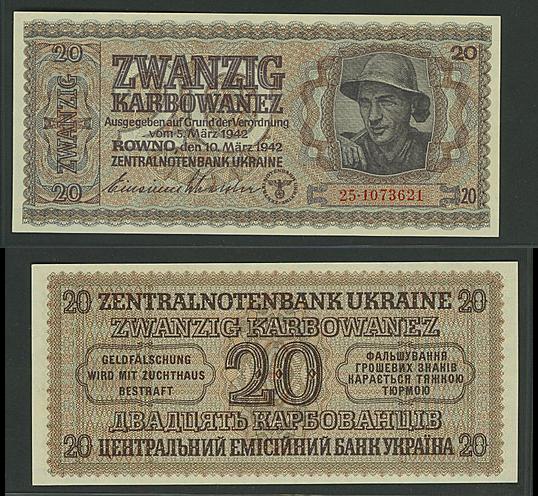 20
ZWANZIG
20
ZWANZIG
KARBOWANEZ
Ausgegeben auf Grund der Verordnung
vom 5. März 1942
ROWNO, den 10. März 1942
ZENTRALNOTENBANK UKRAINE
20
25·1073621
20
20 ZENTRALNOTENBANK UKRAINE 20
ZWANZIG KARBOWANEZ
GELDFÄLSCHUNG
WIRD MIT ZUCHTHAUS
BESTRAFT
20
ФАЛЬШУВАННЯ
ГРОШЕВИХ ЗНАКІВ
КАРАЄТЬСЯ ТЯЖКОЮ
ТЮРМОЮ
ДВАДЦЯТЬ КАРБОВАНЦІВ
20 ЦЕНТРАЛЬНИЙ ЕМІСІЙНИЙ БАНК УКРАЇНА 20